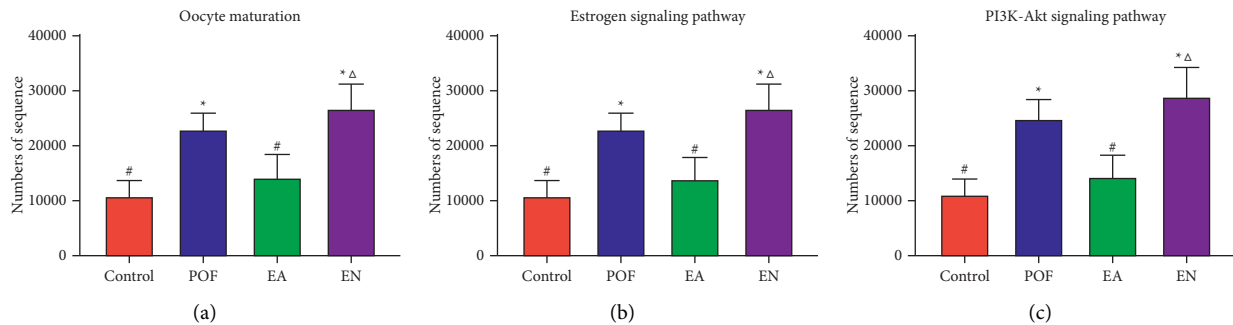 Oocyte maturation
Numbers of sequence
40000
30000
20000
10000
0
#
*
#
* Δ
Control POF EA EN
(a)
Estrogen signaling pathway
Numbers of sequence
40000
30000
20000
10000
0
#
*
#
* Δ
Control POF EA EN
(b)
PI3K-Akt signaling pathway
Numbers of sequence
40000
30000
20000
10000
0
#
*
#
* Δ
Control POF EA EN
(c)